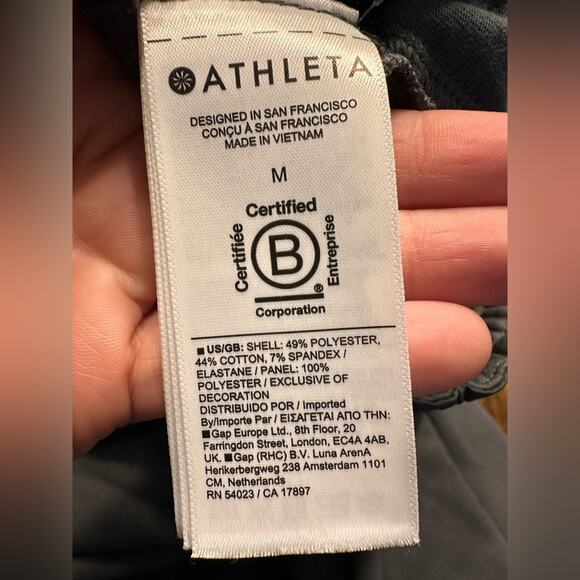 ATHLETA
DESIGNED IN SAN FRANCISCO
CONÇU À SAN FRANCISCO
MADE IN VIETNAM
M
Certified
Certifiée
B
Entreprise
®
Corporation
US/GB: SHELL: 49% POLYESTER,
44% COTTON, 7% SPANDEX /
ELASTANE / PANEL: 100%
POLYESTER / EXCLUSIVE OF
DECORATION
DISTRIBUIDO POR / Imported
By/Importe Par / ΕΙΣΑΓΕΤΑΙ ΑΠΟ ΤΗΝ:
Gap Europe Ltd., 8th Floor, 20
Farringdon Street, London, EC4A 4AB,
UK. Gap (RHC) B.V. Luna ArenA
Herikerbergweg 238 Amsterdam 1101
CM, Netherlands
RN 54023 / CA 17897